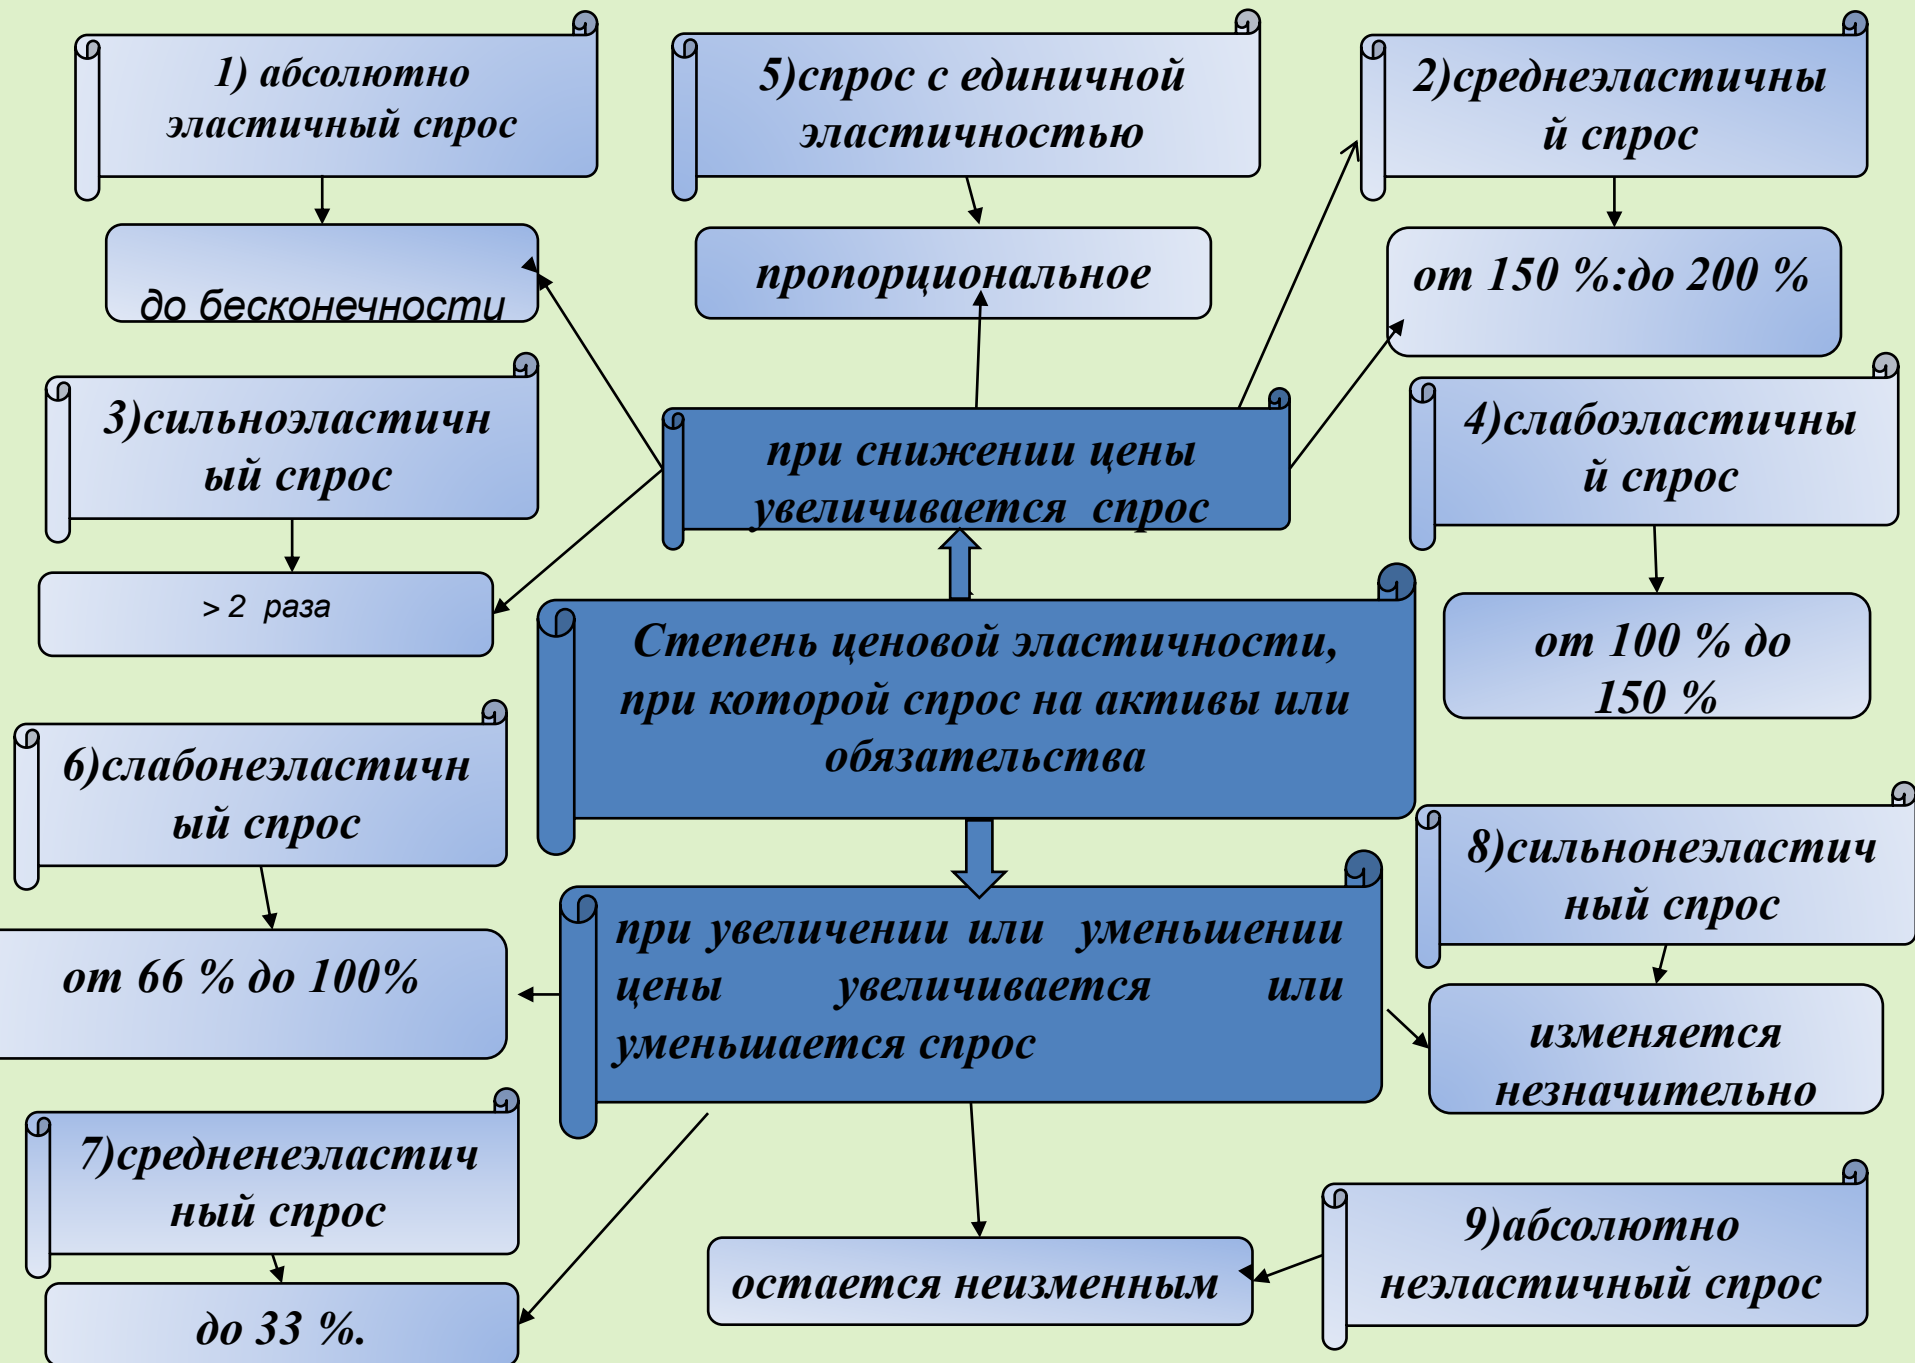 1) абсолютно
эластичный спрос
до бесконечности
5)спрос с единичной
эластичностью
пропорциональное
2)среднеэластичны
й спрос
от 150 %:до 200 %
3)сильноэластичн
ый спрос
> 2 раза
при снижении цены
увеличивается спрос
4)слабоэластичны
й спрос
от 100 % до
150 %
Степень ценовой эластичности,
при которой спрос на активы или
обязательства
6)слабонеэластичн
ый спрос
от 66 % до 100%
при увеличении или уменьшении
цены увеличивается или
уменьшается спрос
8)сильнонеэластич
ный спрос
изменяется
незначительно
7)средненеэластич
ный спрос
до 33 %.
остается неизменным
9)абсолютно
неэластичный спрос